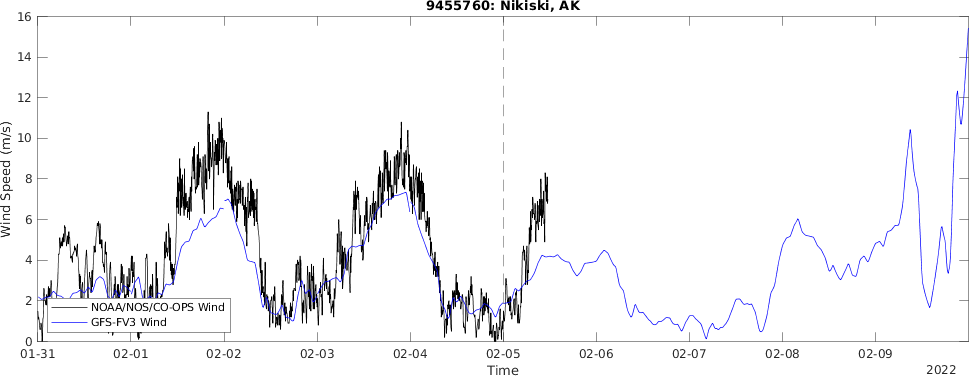 9455760: Nikiski, AK
16
14
12
10
8
6
4
2
0
Wind Speed (m/s)
NOAA/NOS/CO-OPS Wind
GFS-FV3 Wind
01-31 02-01 02-02 02-03 02-04 02-05 02-06 02-07 02-08 02-09
Time
2022